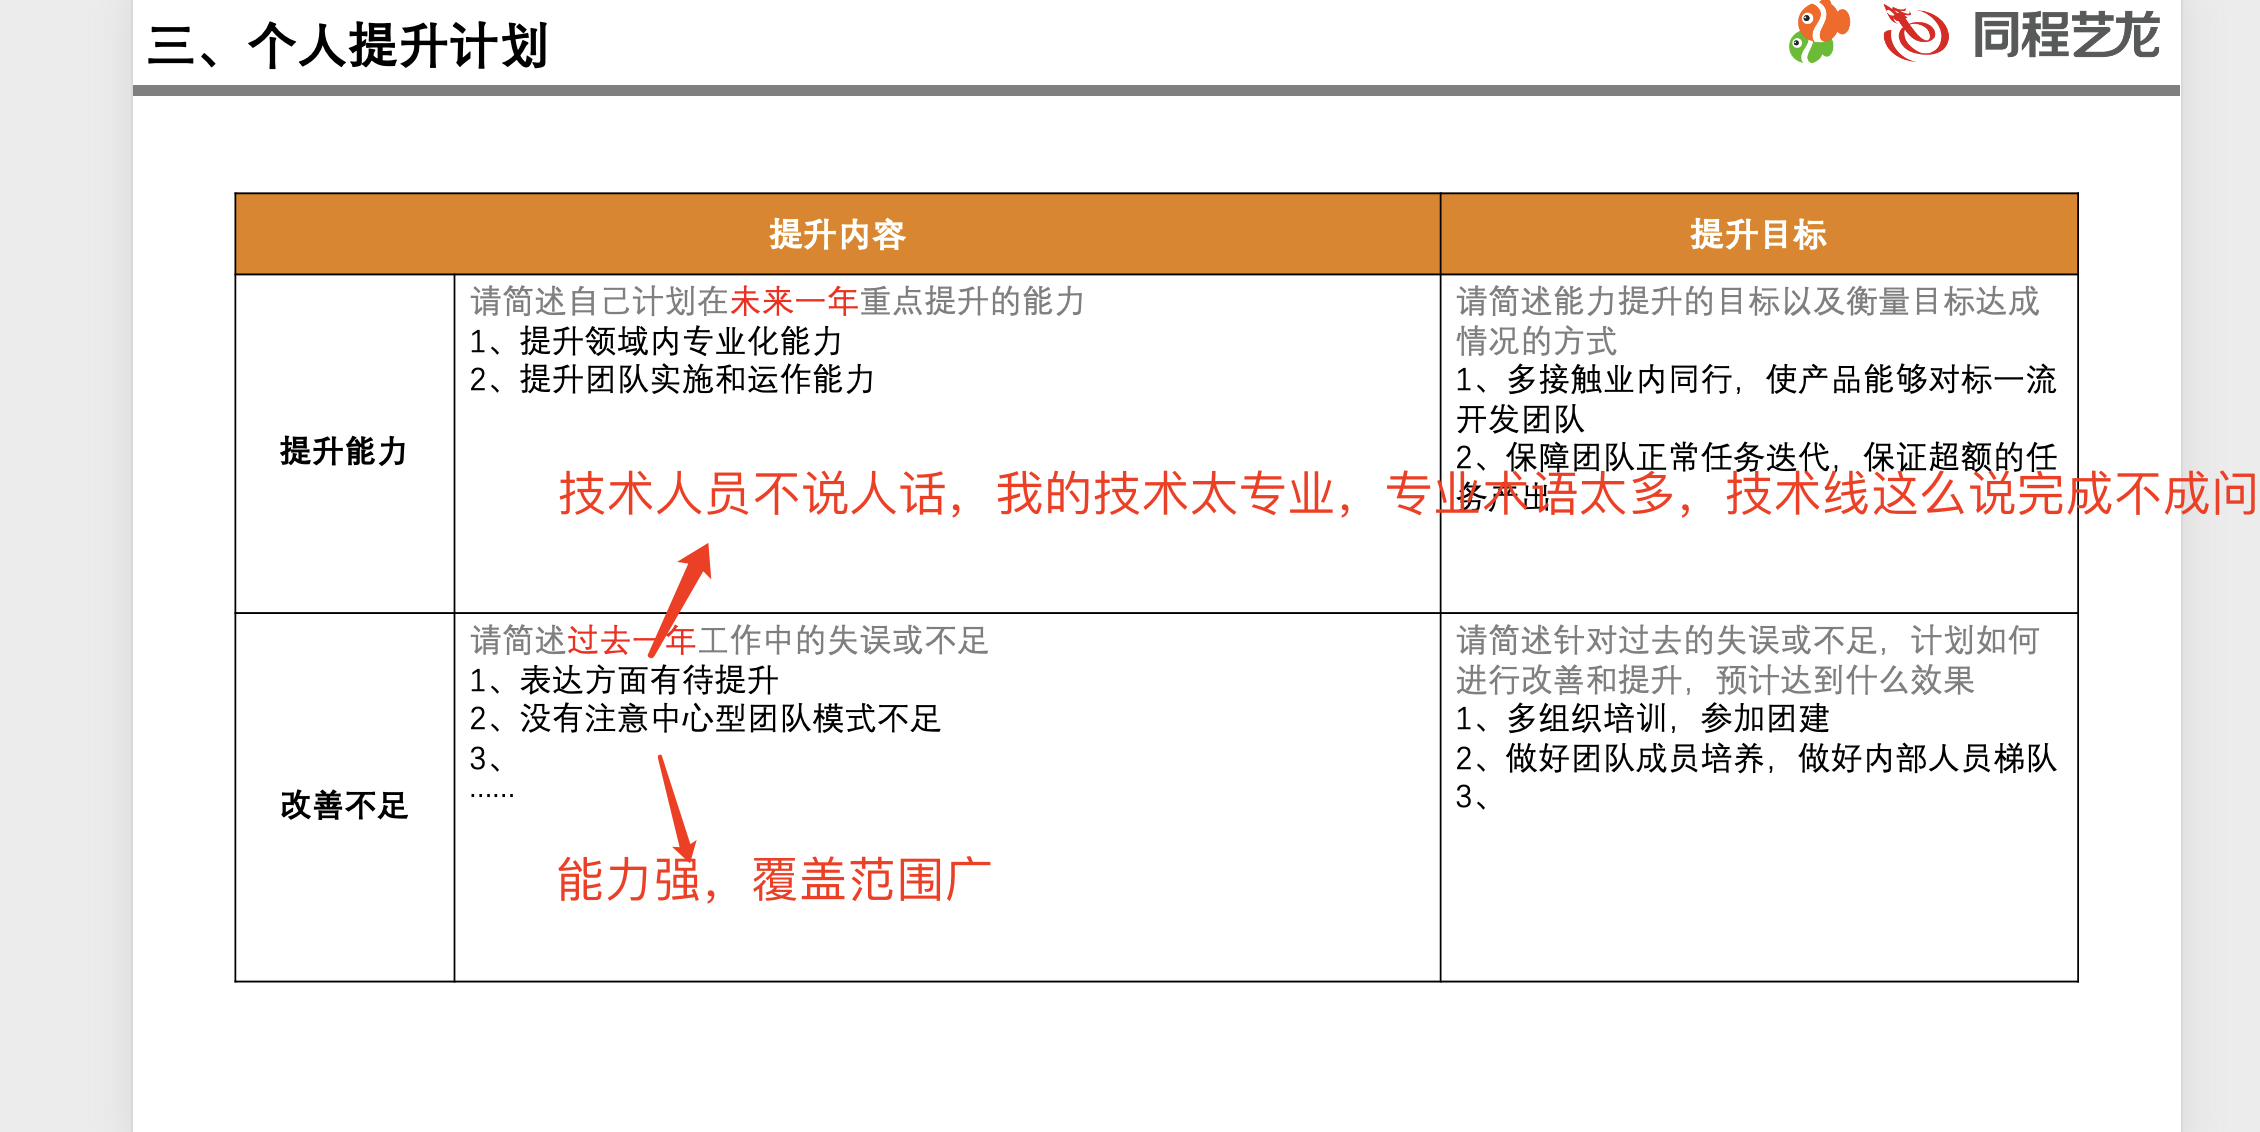 三、个人提升计划
同程艺龙
提升内容
提升目标
提升能力
请简述自己计划在未来一年重点提升的能力
1、提升领域内专业化能力
2、提升团队实施和运作能力
请简述能力提升的目标以及衡量目标达成
情况的方式
1、多接触业内同行，使产品能够对标一流
开发团队
2、保障团队正常任务迭代，保证超额的任
务产出
技术人员不说人话，我的技术太专业，专业术语太多，技术线这么说完成不成问
改善不足
请简述过去一年工作中的失误或不足
1、表达方面有待提升
2、没有注意中心型团队模式不足
3、
......
能力强，覆盖范围广
请简述针对过去的失误或不足，计划如何
进行改善和提升，预计达到什么效果
1、多组织培训，参加团建
2、做好团队成员培养，做好内部人员梯队
3、